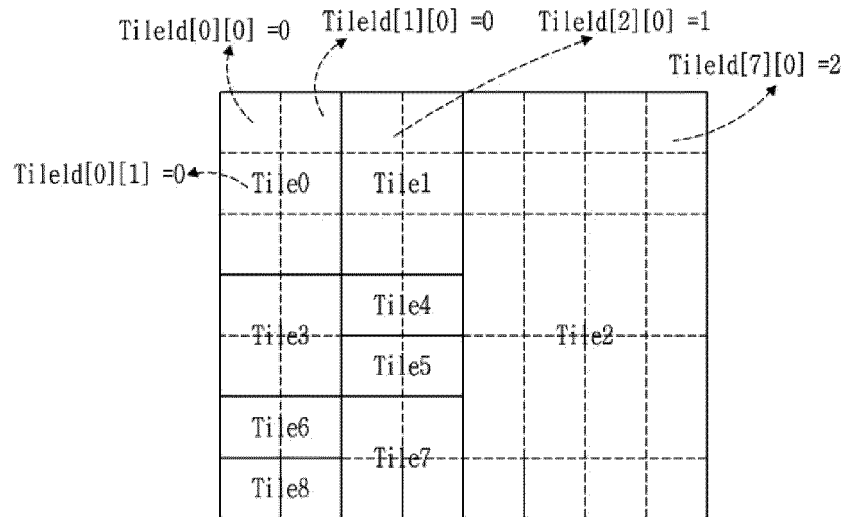 TileId[0][0] =0
TileId[1][0] =0
TileId[2][0] =1
TileId[7][0] =2
TileId[0][1] =0
Tile0
Tile1
Tile4
Tile3
Tile2
Tile5
Tile6
Tile7
Tile8